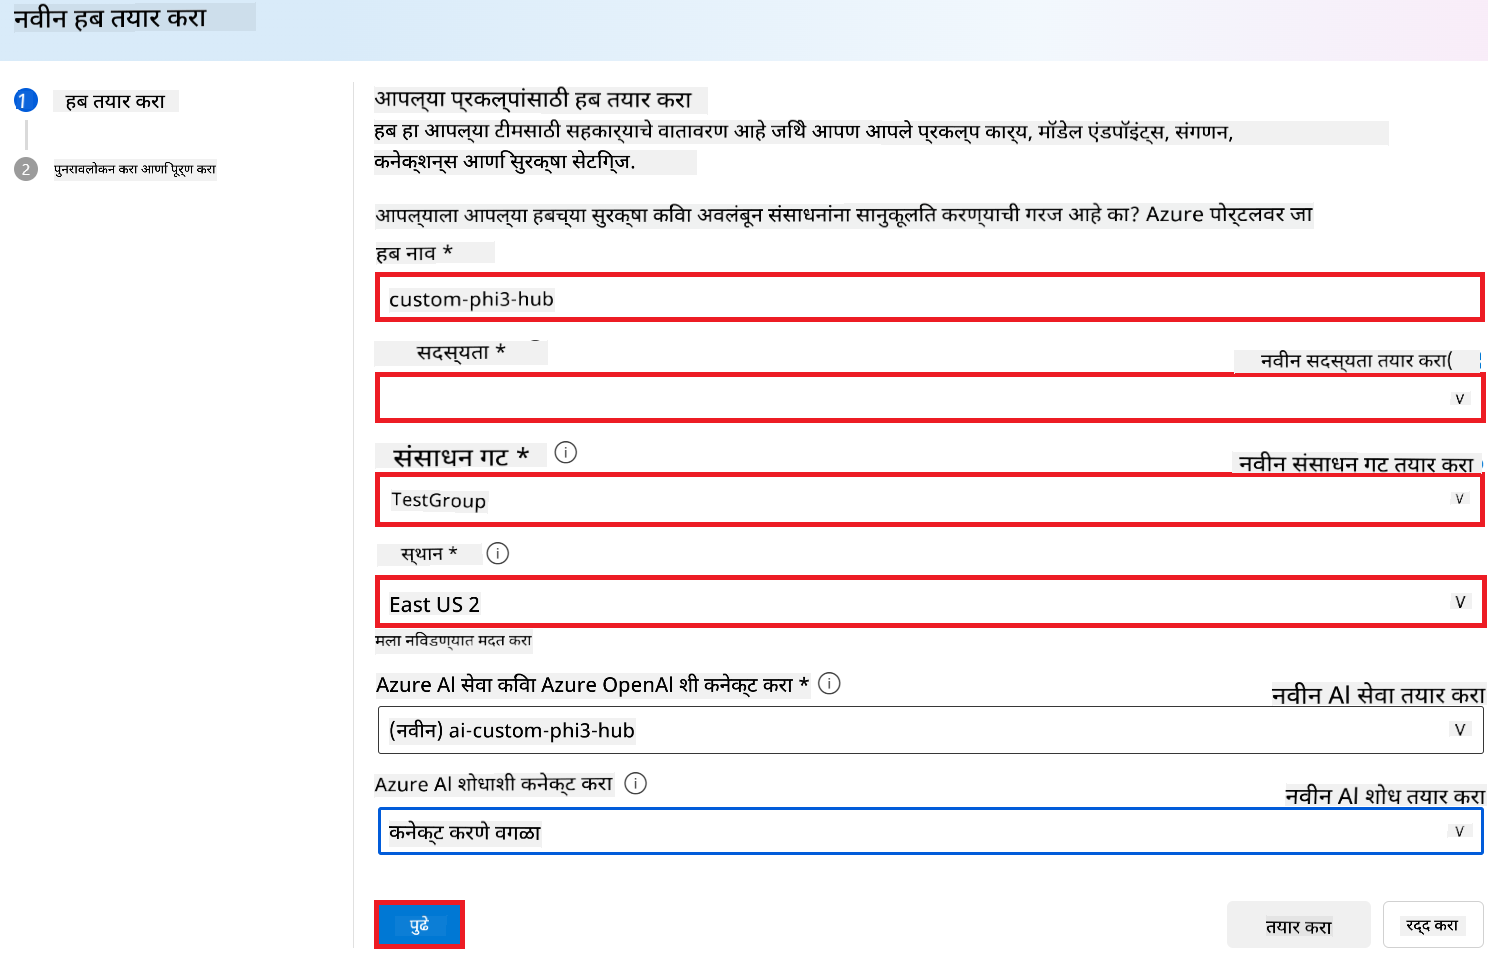 नवीन हब तयार करा
1
हब तयार करा
2
पुनरावलोकन करा आणि पूर्ण करा
आपल्या प्रकल्पांसाठी हब तयार करा
हब हा आपल्या टीमसाठी सहकार्याचे वातावरण आहे जिथे आपण आपले प्रकल्प कार्य, मॉडेल एंडपॉइंट्स, संगणन,
कनेक्शन्स आणि सुरक्षा सेटिंग्ज.
आपल्याला आपल्या हबच्या सुरक्षा किंवा अवलंबून संसाधनांना सानुकूलित करण्याची गरज आहे का? Azure पोर्टलवर जा
हब नाव *
custom-phi3-hub
सदस्यता *
नवीन सदस्यता तयार करा(
v
संसाधन गट *
नवीन संसाधन गट तयार करा
TestGroup
v
स्थान *
East US 2
V
मला निवडण्यात मदत करा
Azure AI सेवा किंवा Azure OpenAI शी कनेक्ट करा *
नवीन AI सेवा तयार करा
(नवीन) ai-custom-phi3-hub
V
Azure AI शोधाशी कनेक्ट करा
नवीन AI शोध तयार करा
कनेक्ट करणे वगळा
V
पुढे
तयार करा
रद्द करा